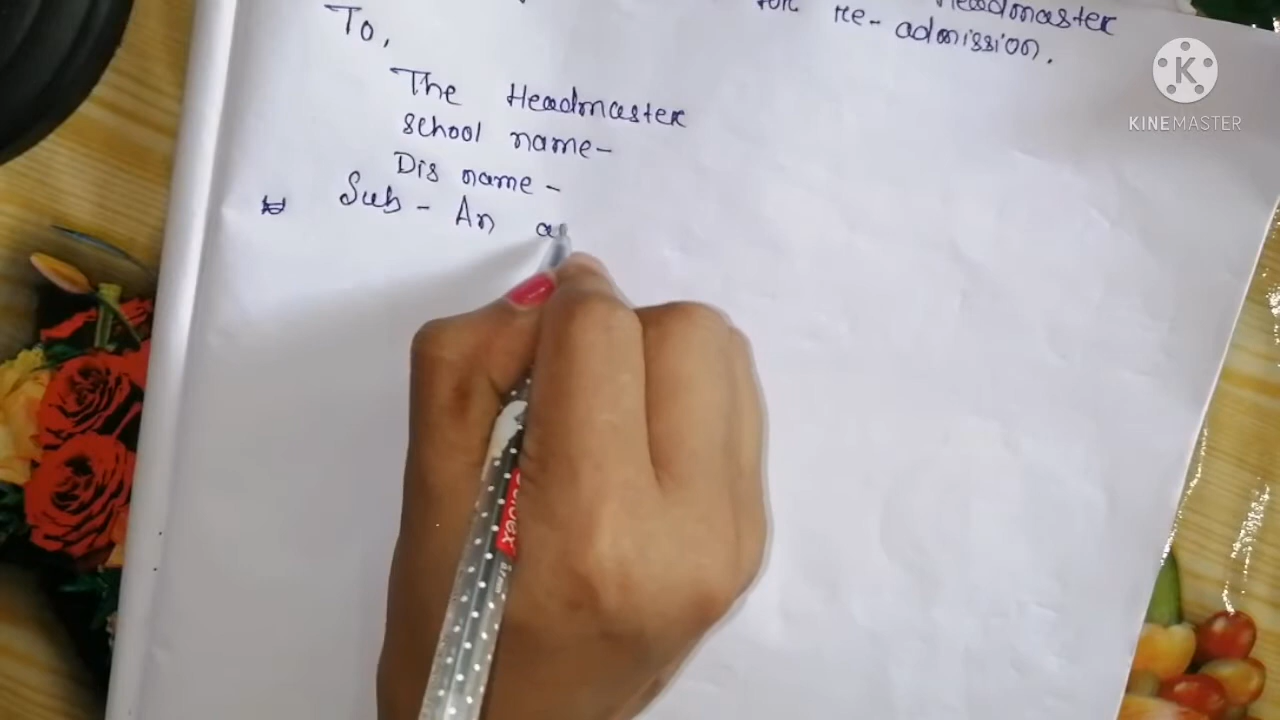 Headmaster
for re-admission.
To,
The Headmaster
School name-
Dis name -
Sub - An
KINEMASTER